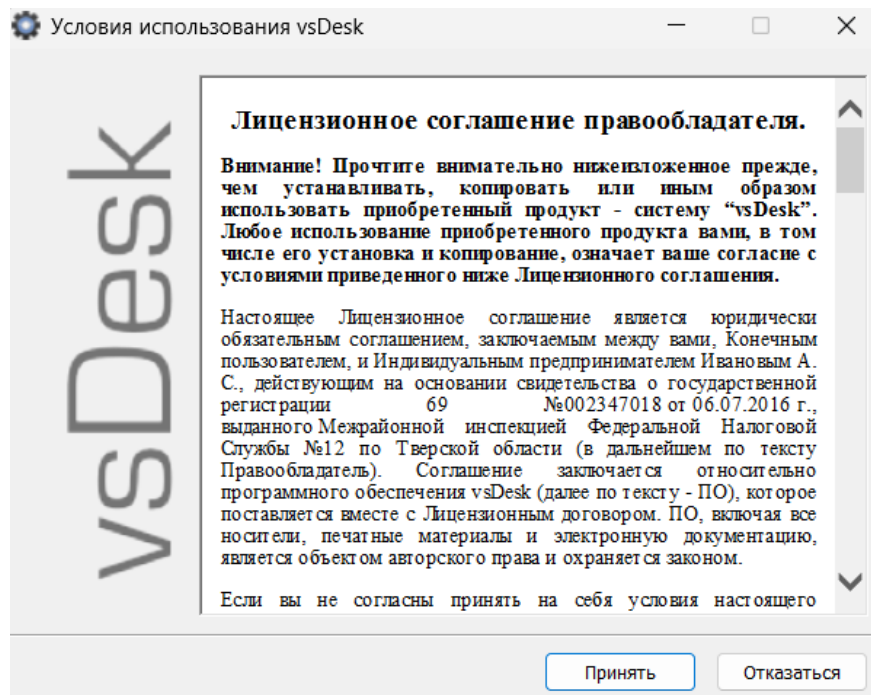 Условия использования vsDesk
vsDesk
Лицензионное соглашение правообладателя.
Внимание! Прочтите внимательно нижеизложенное прежде,
чем устанавливать, копировать или иным образом
использовать приобретенный продукт - систему “vsDesk”.
Любое использование приобретенного продукта вами, в том
числе его установка и копирование, означает ваше согласие с
условиями приведенного ниже Лицензионного соглашения.
Настоящее Лицензионное соглашение является юридически
обязательным соглашением, заключаемым между вами, Конечным
пользователем, и Индивидуальным предпринимателем Ивановым А.
С., действующим на основании свидетельства о государственной
регистрации 69 №002347018 от 06.07.2016 г.,
выданного Межрайонной инспекцией Федеральной Налоговой
Службы №12 по Тверской области (в дальнейшем по тексту
Правообладатель). Соглашение заключается относительно
программного обеспечения vsDesk (далее по тексту - ПО), которое
поставляется вместе с Лицензионным договором. ПО, включая все
носители, печатные материалы и электронную документацию,
является объектом авторского права и охраняется законом.
Если вы не согласны принять на себя условия настоящего
Принять Отказаться